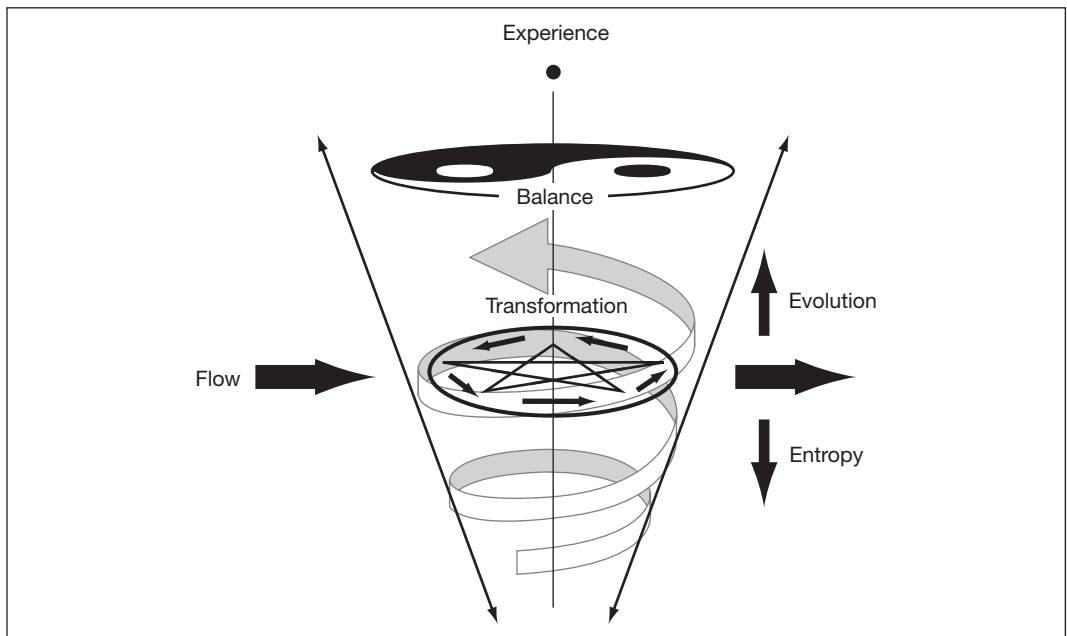 Experience
Balance
Transformation
Evolution
Flow
Entropy